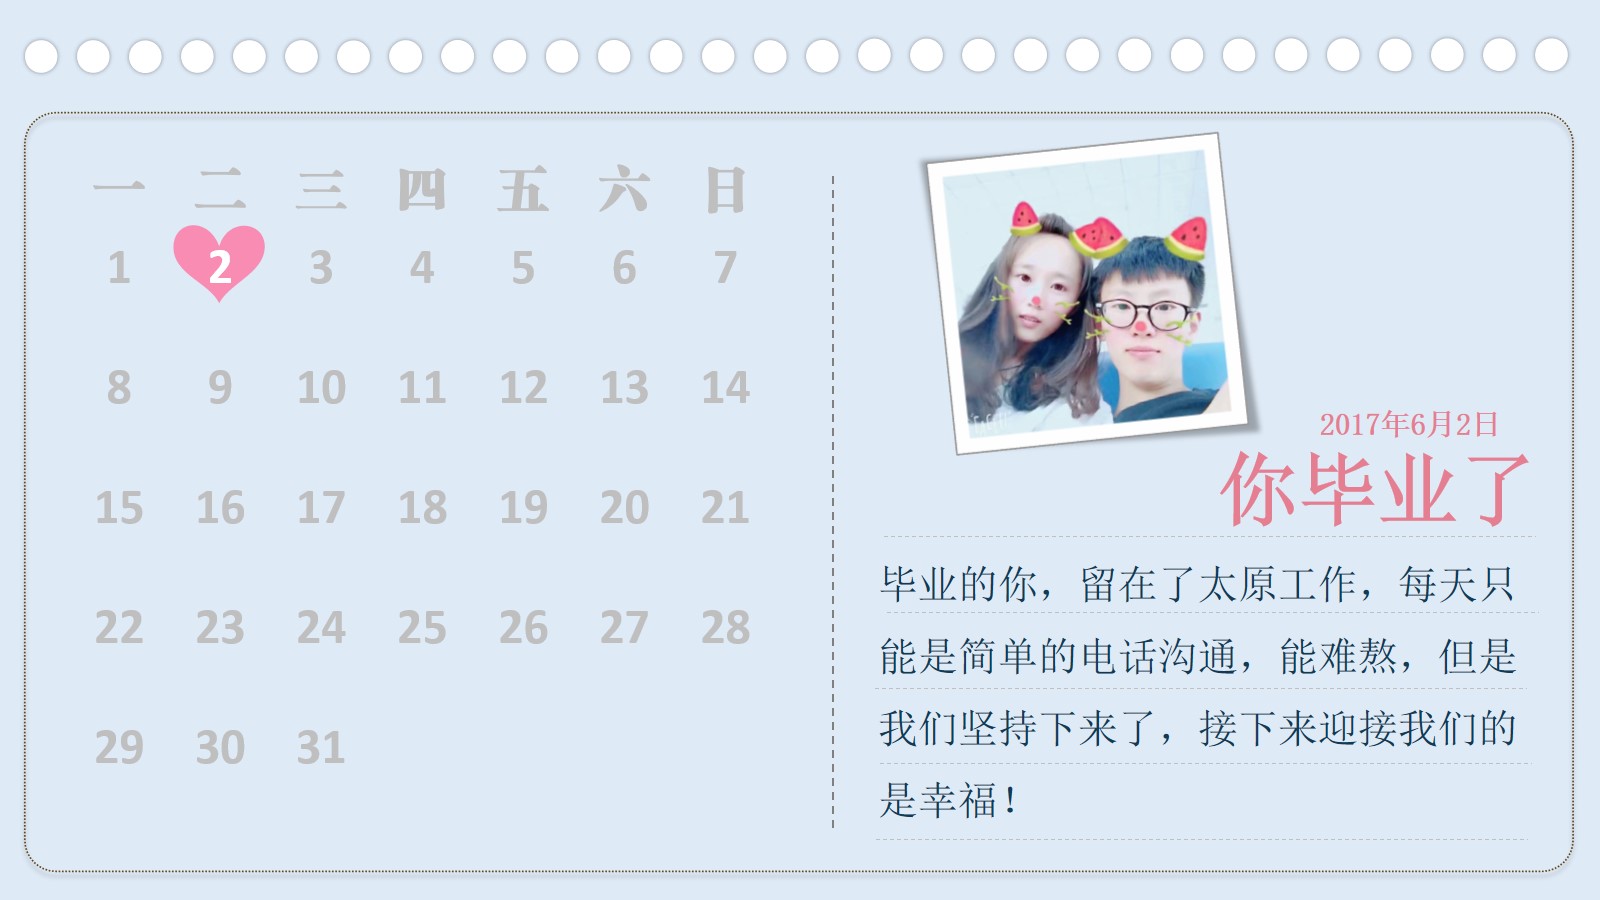 一 二 三 四 五 六 日
1 2 3 4 5 6 7
8 9 10 11 12 13 14
15 16 17 18 19 20 21
22 23 24 25 26 27 28
29 30 31
2017年6月2日
你毕业了
毕业的你，留在了太原工作，每天只
能是简单的电话沟通，能难熬，但是
我们坚持下来了，接下来迎接我们的
是幸福！